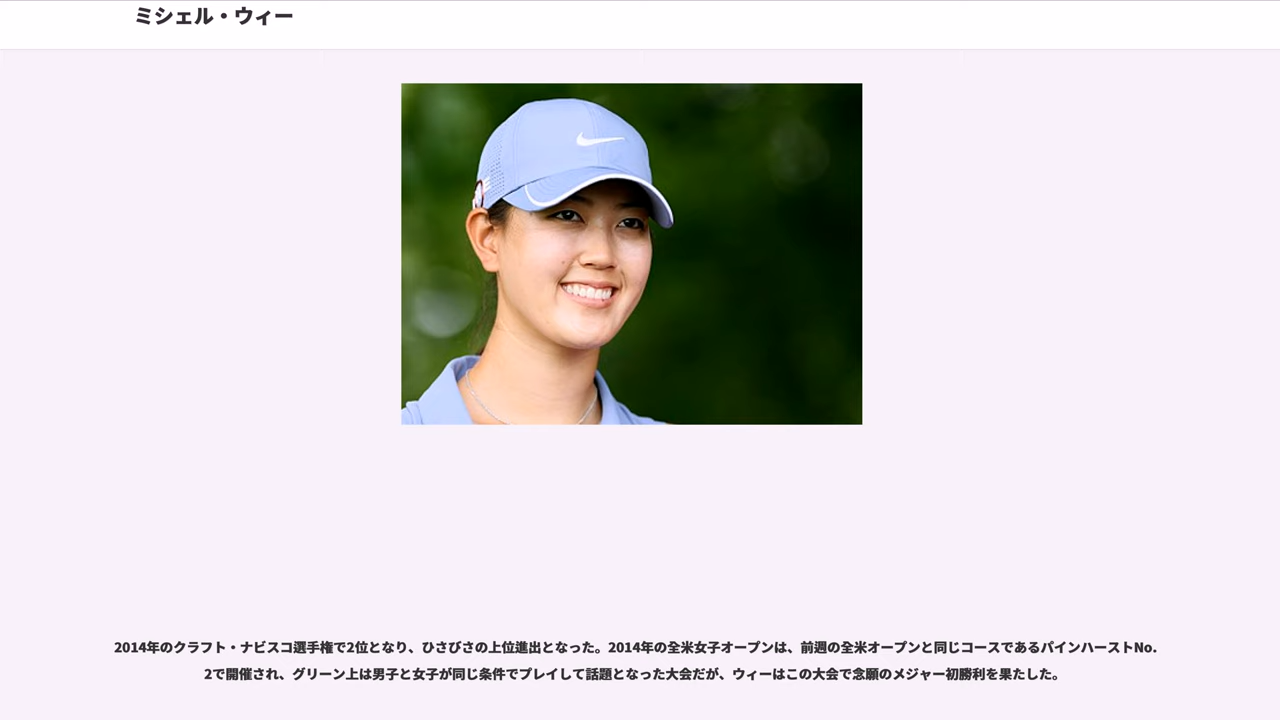 ミシェル・ウィー
2014年のクラフト・ナビスコ選手権で2位となり、ひさびさの上位進出となった。2014年の全米女子オープンは、前週の全米オープンと同じコースであるパインハーストNo.
2で開催され、グリーン上は男子と女子が同じ条件でプレイして話題となった大会だが、ウィーはこの大会で念願のメジャー初勝利を果たした。